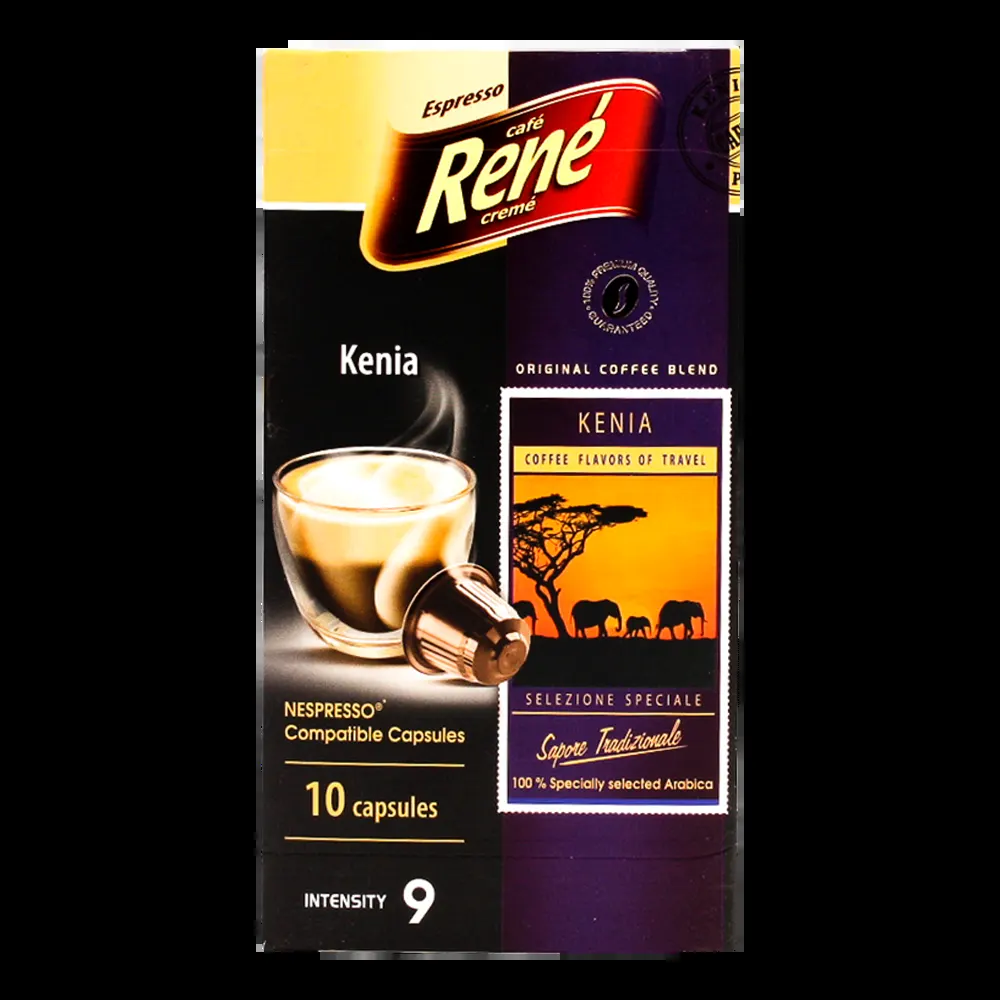 Espresso
café
René
cremé
100% PREMIUM QUALITY
GUARANTEED
Kenia
ORIGINAL COFFEE BLEND
KENIA
COFFEE FLAVORS OF TRAVEL
SELEZIONE SPECIALE
Sapore Tradizionale
100 % Specially selected Arabica
NESPRESSO®*
Compatible Capsules
10 capsules
INTENSITY 9